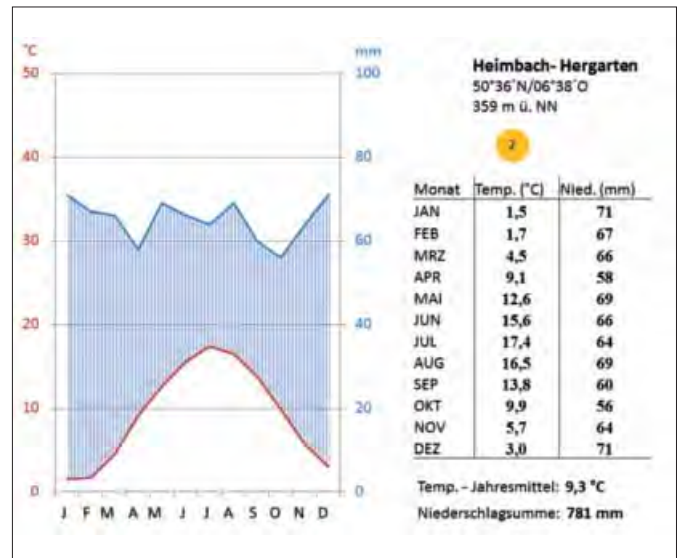 °C
mm
50
100
40
80
30
60
20
40
10
20
0
0
J F M A M J J A S O N D
Heimbach- Hergarten
50°36´N/06°38´O
359 m ü. NN
2
Monat Temp. (°C) Nied. (mm)
JAN 1,5 71
FEB 1,7 67
MRZ 4,5 66
APR 9,1 58
MAI 12,6 69
JUN 15,6 66
JUL 17,4 64
AUG 16,5 69
SEP 13,8 60
OKT 9,9 56
NOV 5,7 64
DEZ 3,0 71
Temp. - Jahresmittel: 9,3 °C
Niederschlagsumme: 781 mm